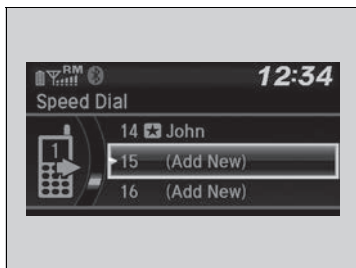 RM 12:34
Speed Dial
14 ★ John
1
15 (Add New)
16 (Add New)